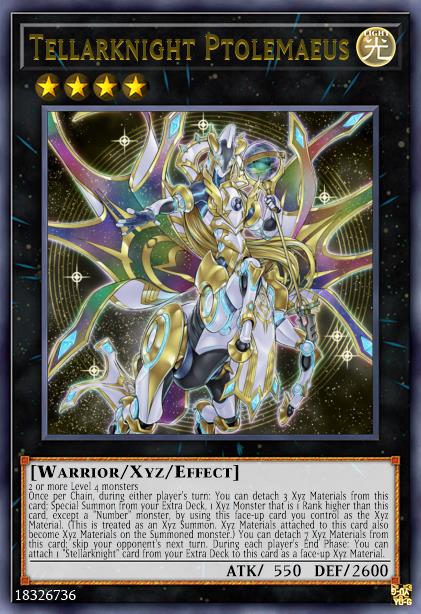 Tellarknight Ptolemaeus
LIGHT
光
[Warrior/Xyz/Effect]
2 or more Level 4 monsters
Once per Chain, during either player's turn: You can detach 3 Xyz Materials from this
card; Special Summon from your Extra Deck, 1 Xyz Monster that is 1 Rank higher than this
card, except a "Number" monster, by using this face-up card you control as the Xyz
Material. (This is treated as an Xyz Summon. Xyz Materials attached to this card also
become Xyz Materials on the Summoned monster.) You can detach 7 Xyz Materials from
this card; skip your opponent's next turn. During each player's End Phase: You can
attach 1 "Stellarknight" card from your Extra Deck to this card as a face-up Xyz Material.
ATK/ 550 DEF/2600
18326736